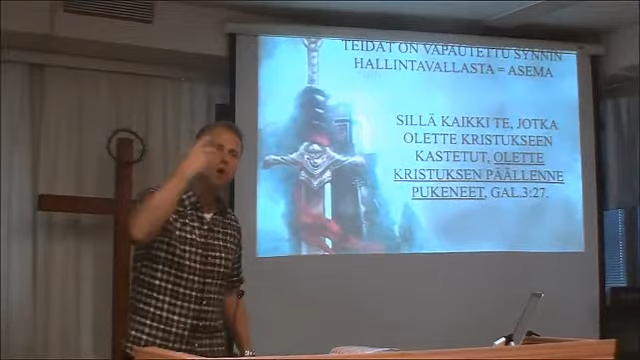 TEIDÄT ON VAPAUTETTU SYNNIN
HALLINTAVALLASTA = ASEMA
SILLÄ KAIKKI TE, JOTKA
OLETTE KRISTUKSEEN
KASTETUT, OLETTE
KRISTUKSEN PÄÄLLENNE
PUKENEET, GAL.3:27.